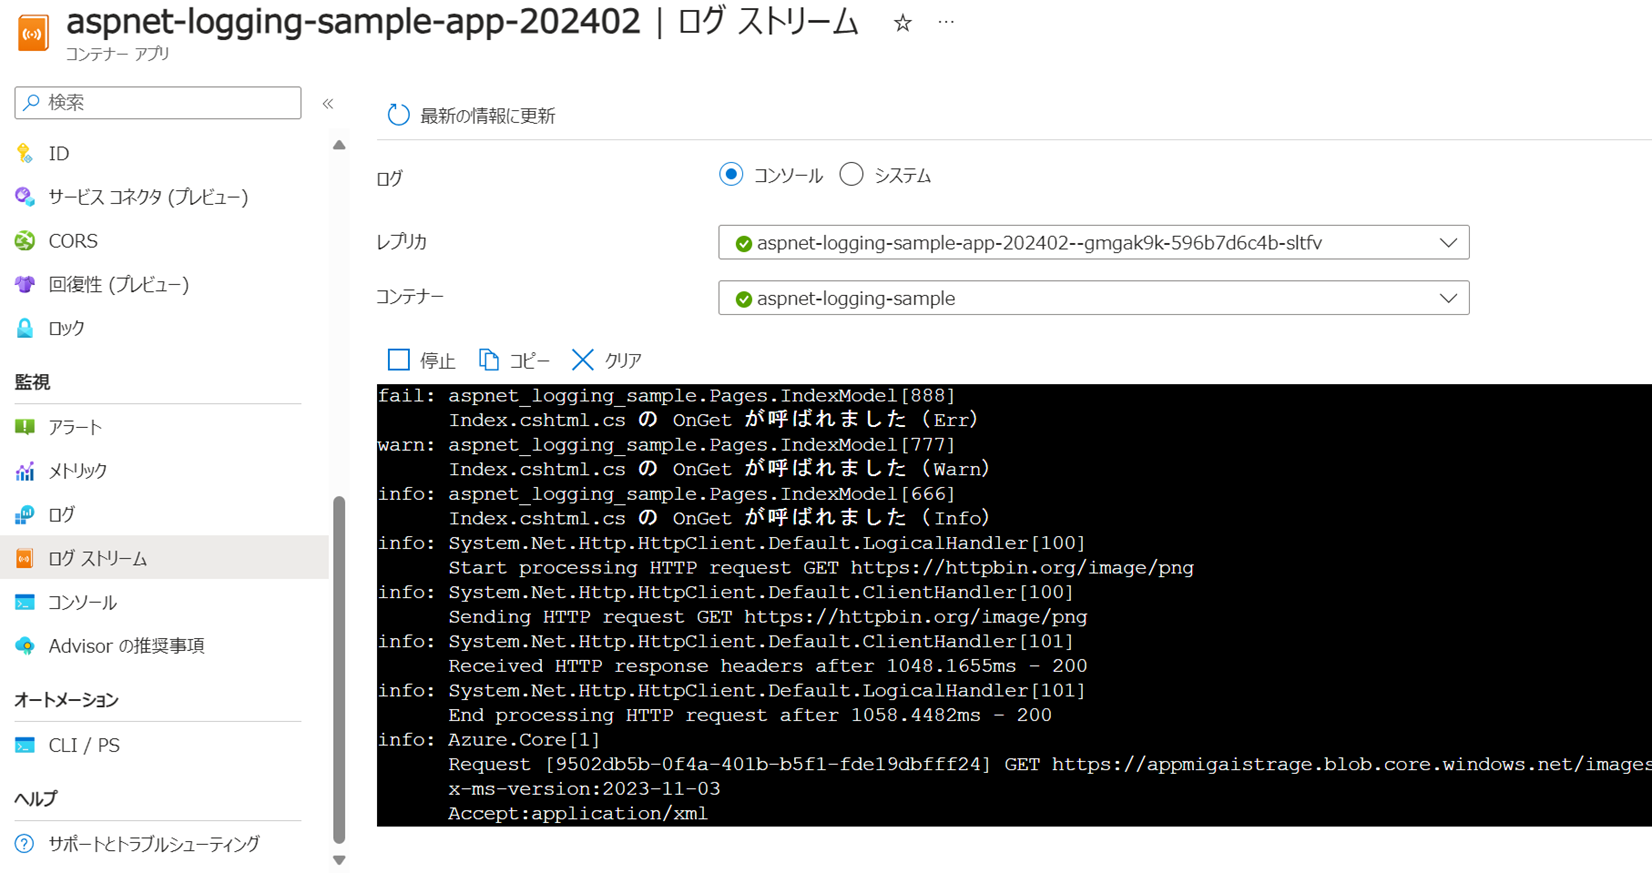 aspnet-logging-sample-app-202402 | ログ ストリーム ☆ …
コンテナー アプリ
検索 «
ID
サービス コネクタ (プレビュー)
CORS
回復性 (プレビュー)
ロック
監視
アラート
メトリック
ログ
ログ ストリーム
コンソール
Advisor の推奨事項
オートメーション
CLI / PS
ヘルプ
サポートとトラブルシューティング
最新の情報に更新
ログ コンソール システム
レプリカ aspnet-logging-sample-app-202402--gmgak9k-596b7d6c4b-sltfv
コンテナー aspnet-logging-sample
停止 コピー クリア
fail: aspnet_logging_sample.Pages.IndexModel[888]
Index.cshtml.cs の OnGet が呼ばれました (Err)
warn: aspnet_logging_sample.Pages.IndexModel[777]
Index.cshtml.cs の OnGet が呼ばれました (Warn)
info: aspnet_logging_sample.Pages.IndexModel[666]
Index.cshtml.cs の OnGet が呼ばれました (Info)
info: System.Net.Http.HttpClient.Default.LogicalHandler[100]
Start processing HTTP request GET https://httpbin.org/image/png
info: System.Net.Http.HttpClient.Default.ClientHandler[100]
Sending HTTP request GET https://httpbin.org/image/png
info: System.Net.Http.HttpClient.Default.ClientHandler[101]
Received HTTP response headers after 1048.1655ms - 200
info: System.Net.Http.HttpClient.Default.LogicalHandler[101]
End processing HTTP request after 1058.4482ms - 200
info: Azure.Core[1]
Request [9502db5b-0f4a-401b-b5f1-fde19dbfff24] GET https://appmigaistrage.blob.core.windows.net/images
x-ms-version:2023-11-03
Accept:application/xml